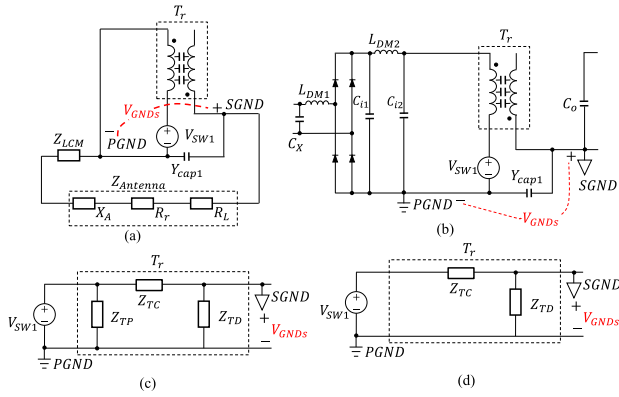 T_r
V_GNDs
+ SGND
− PGND
+
−
V_SW1
Z_LCM
Y_cap1
Z_Antenna
X_A R_r R_L
(a)
L_DM2
T_r
L_DM1
C_i1 C_i2
C_o
C_X
V_SW1
+
−
Y_cap1
+
SGND
PGND −
V_GNDs
(b)
T_r
Z_TC
SGND
V_SW1
+
−
Z_TP
Z_TD
+
V_GNDs
−
PGND
(c)
T_r
Z_TC
SGND
V_SW1
+
−
Z_TD
+
V_GNDs
−
PGND
(d)